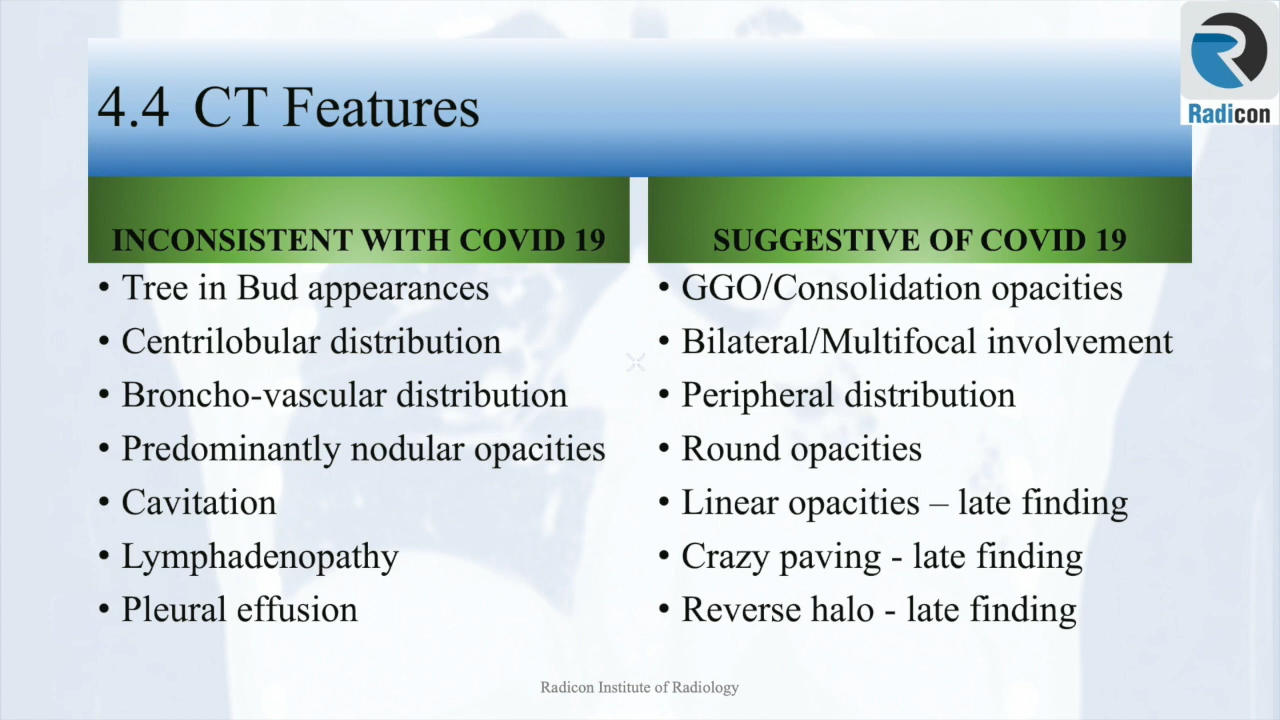 4.4 CT Features
Radicon
INCONSISTENT WITH COVID 19
• Tree in Bud appearances
• Centrilobular distribution
• Broncho-vascular distribution
• Predominantly nodular opacities
• Cavitation
• Lymphadenopathy
• Pleural effusion
SUGGESTIVE OF COVID 19
• GGO/Consolidation opacities
• Bilateral/Multifocal involvement
• Peripheral distribution
• Round opacities
• Linear opacities – late finding
• Crazy paving - late finding
• Reverse halo - late finding
Radicon Institute of Radiology